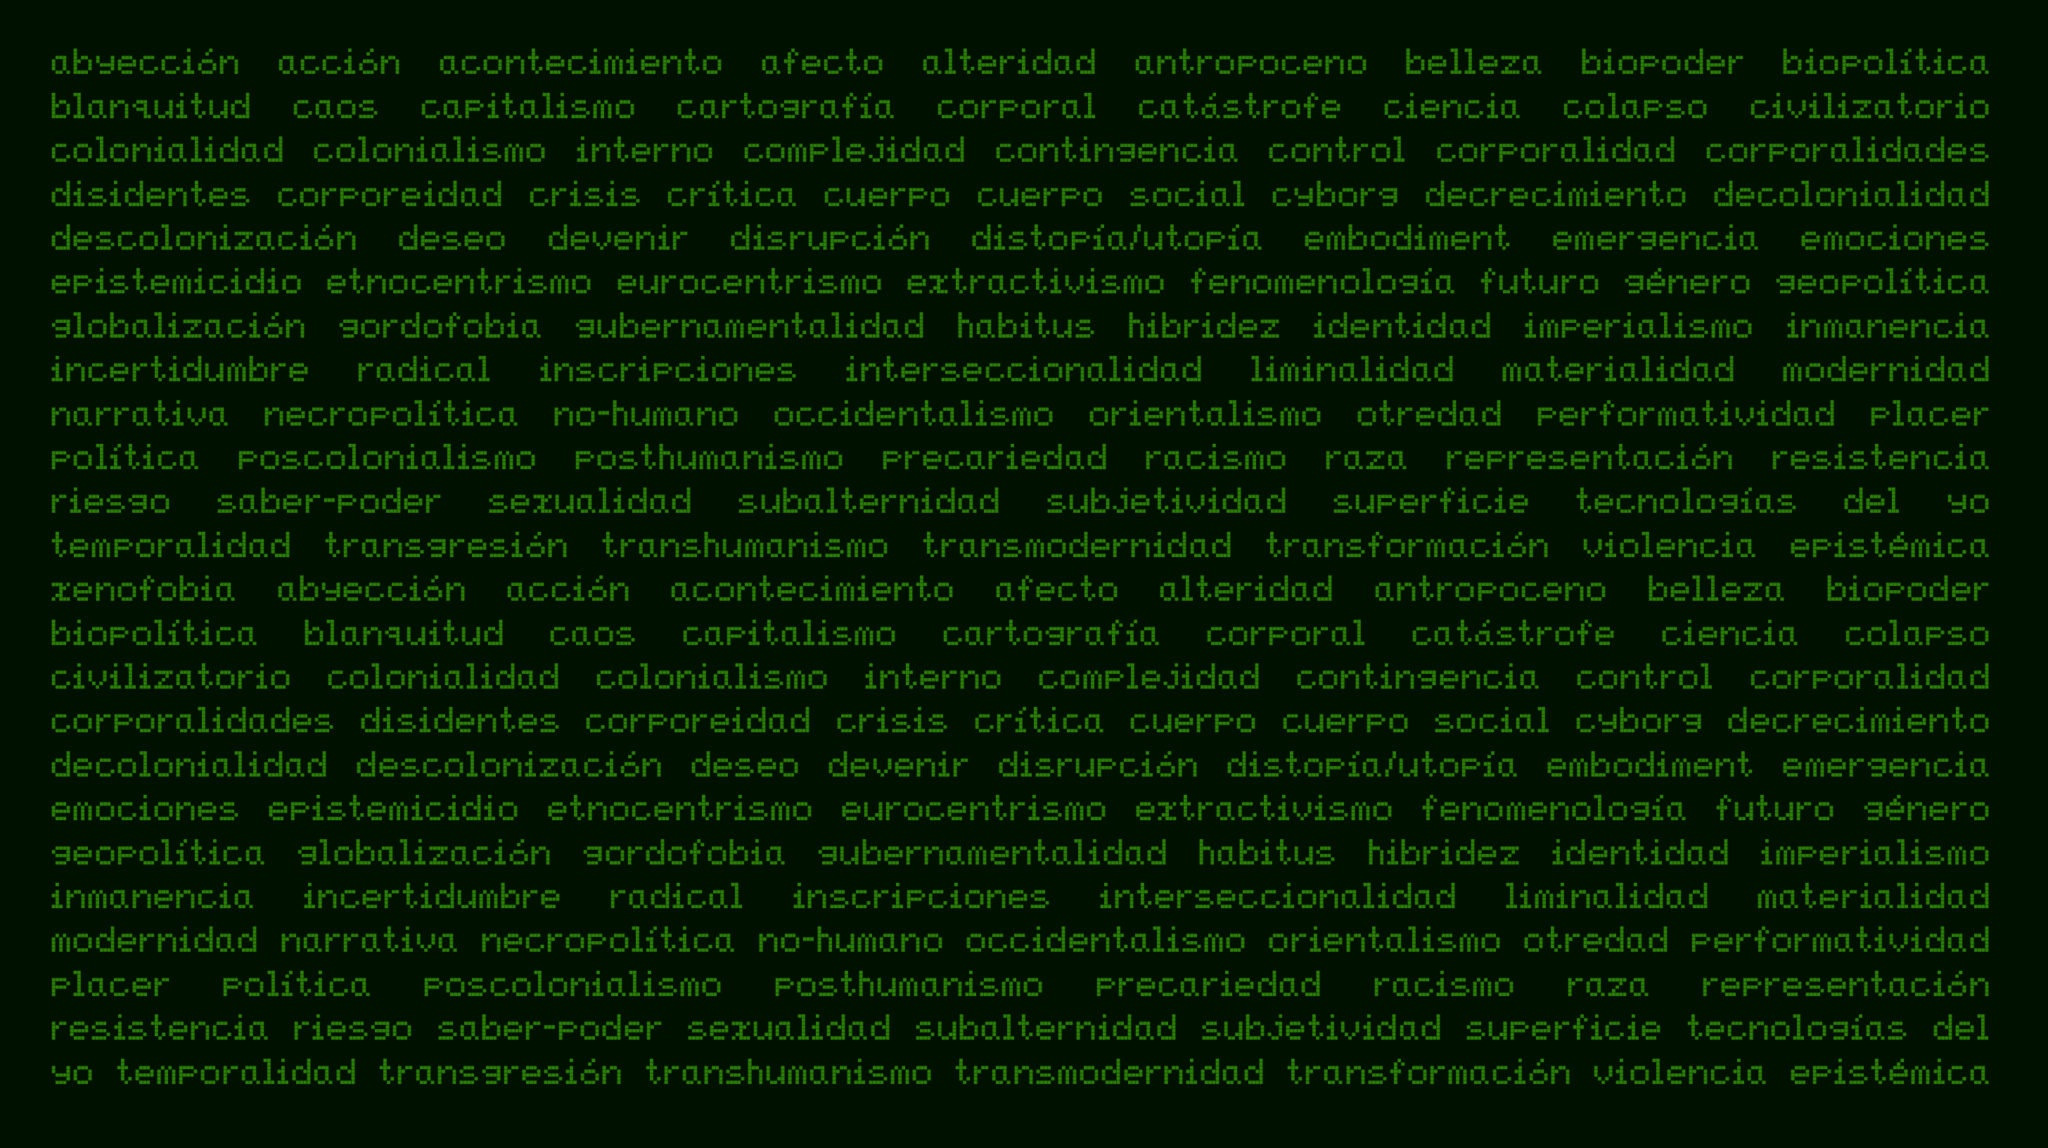 abyección acción acontecimiento afecto alteridad antropoceno belleza biopoder biopolítica
blanquitud caos capitalismo cartografía corporal catástrofe ciencia colapso civilizatorio
colonialidad colonialismo interno complejidad contingencia control corporalidad corporalidades
disidentes corporeidad crisis crítica cuerpo cuerpo social cyborg decrecimiento decolonialidad
descolonización deseo devenir disrupción distopía/utopía embodiment emergencia emociones
epistemicidio etnocentrismo eurocentrismo extractivismo fenomenología futuro género geopolítica
globalización gordofobia gubernamentalidad habitus hibridez identidad imperialismo inmanencia
incertidumbre radical inscripciones interseccionalidad liminalidad materialidad modernidad
narrativa necropolítica no-humano occidentalismo orientalismo otredad performatividad placer
política poscolonialismo posthumanismo precariedad racismo raza representación resistencia
riesgo saber-poder sexualidad subalternidad subjetividad superficie tecnologías del yo
temporalidad transgresión transhumanismo transmodernidad transformación violencia epistémica
xenofobia abyección acción acontecimiento afecto alteridad antropoceno belleza biopoder
biopolítica blanquitud caos capitalismo cartografía corporal catástrofe ciencia colapso
civilizatorio colonialidad colonialismo interno complejidad contingencia control corporalidad
corporalidades disidentes corporeidad crisis crítica cuerpo cuerpo social cyborg decrecimiento
decolonialidad descolonización deseo devenir disrupción distopía/utopía embodiment emergencia
emociones epistemicidio etnocentrismo eurocentrismo extractivismo fenomenología futuro género
geopolítica globalización gordofobia gubernamentalidad habitus hibridez identidad imperialismo
inmanencia incertidumbre radical inscripciones interseccionalidad liminalidad materialidad
modernidad narrativa necropolítica no-humano occidentalismo orientalismo otredad performatividad
placer política poscolonialismo posthumanismo precariedad racismo raza representación
resistencia riesgo saber-poder sexualidad subalternidad subjetividad superficie tecnologías del
yo temporalidad transgresión transhumanismo transmodernidad transformación violencia epistémica